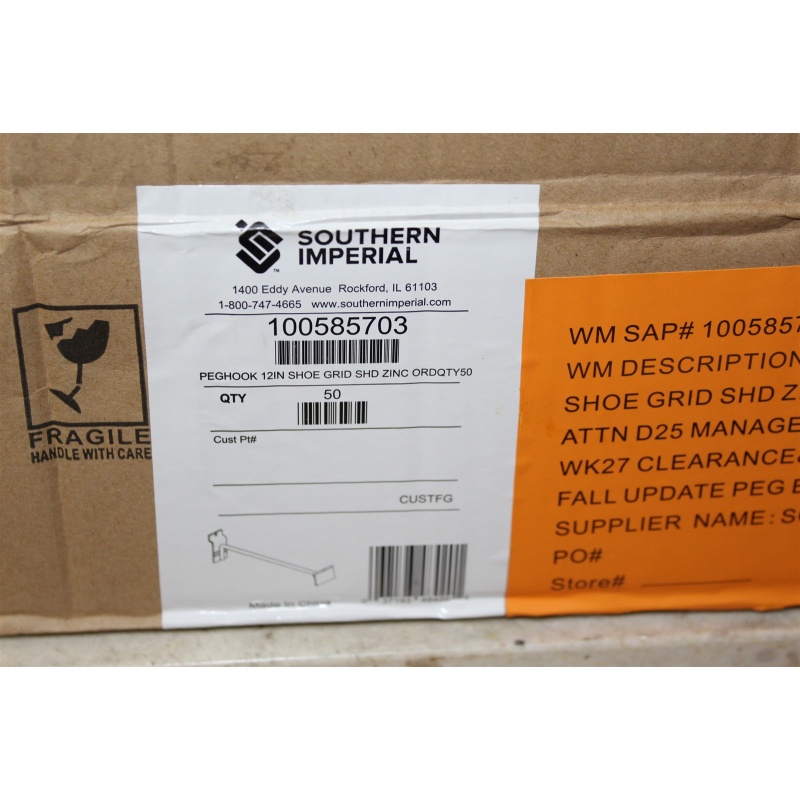 SOUTHERN
IMPERIAL
™
1400 Eddy Avenue Rockford, IL 61103
1-800-747-4665 www.southernimperial.com
100585703
PEGHOOK 12IN SHOE GRID SHD ZINC ORDQTY50
QTY 50
Cust Pt#
CUSTFG
Made In China
FRAGILE
HANDLE WITH CARE
WM SAP# 1005857
WM DESCRIPTION
SHOE GRID SHD Z
ATTN D25 MANAGE
WK27 CLEARANCE
FALL UPDATE PEG
SUPPLIER NAME: S
PO#
Store#